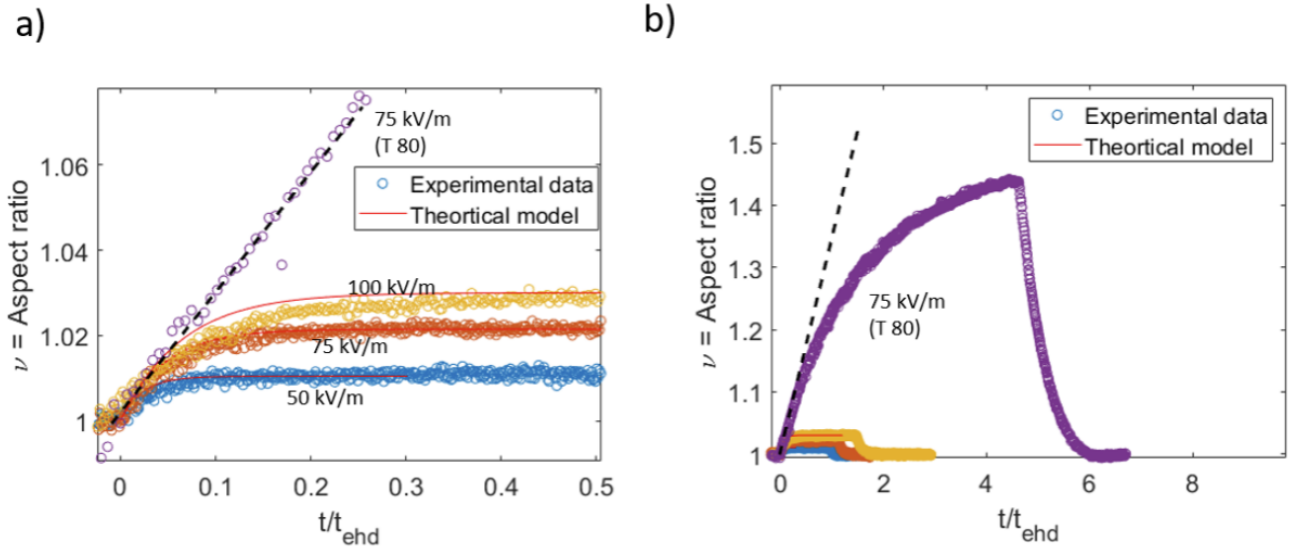 a)
ν = Aspect ratio
1.06
1.04
1.02
1
0
0.1
0.2
0.3
0.4
0.5
t/tehd
75 kV/m
(T 80)
Experimental data
Theortical model
100 kV/m
75 kV/m
50 kV/m
b)
ν = Aspect ratio
1.5
1.4
1.3
1.2
1.1
1
0
2
4
6
8
t/tehd
Experimental data
Theortical model
75 kV/m
(T 80)